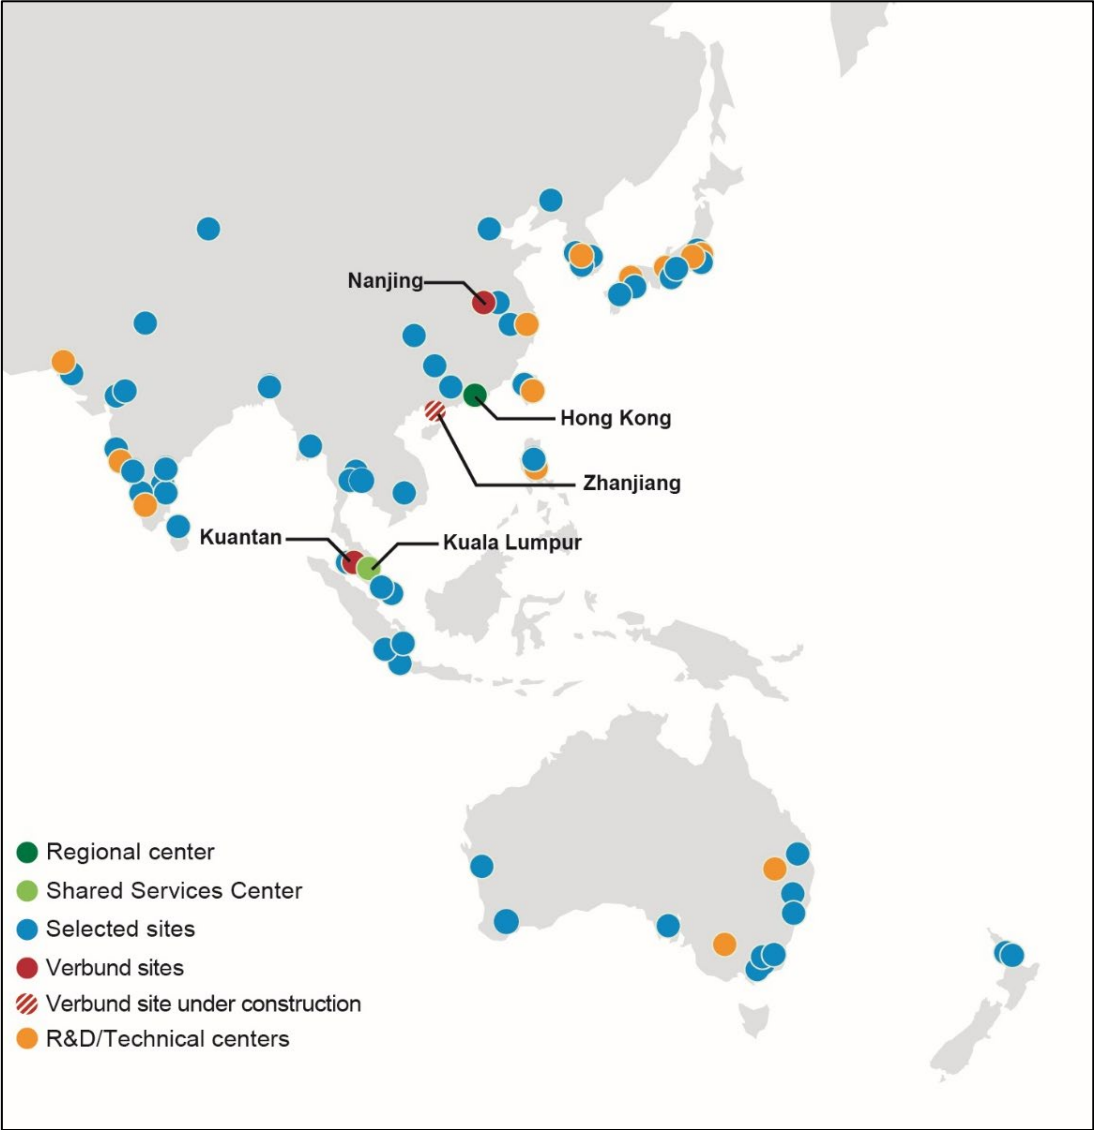 Nanjing
Hong Kong
Zhanjiang
Kuantan
Kuala Lumpur
Regional center
Shared Services Center
Selected sites
Verbund sites
Verbund site under construction
R&D/Technical centers